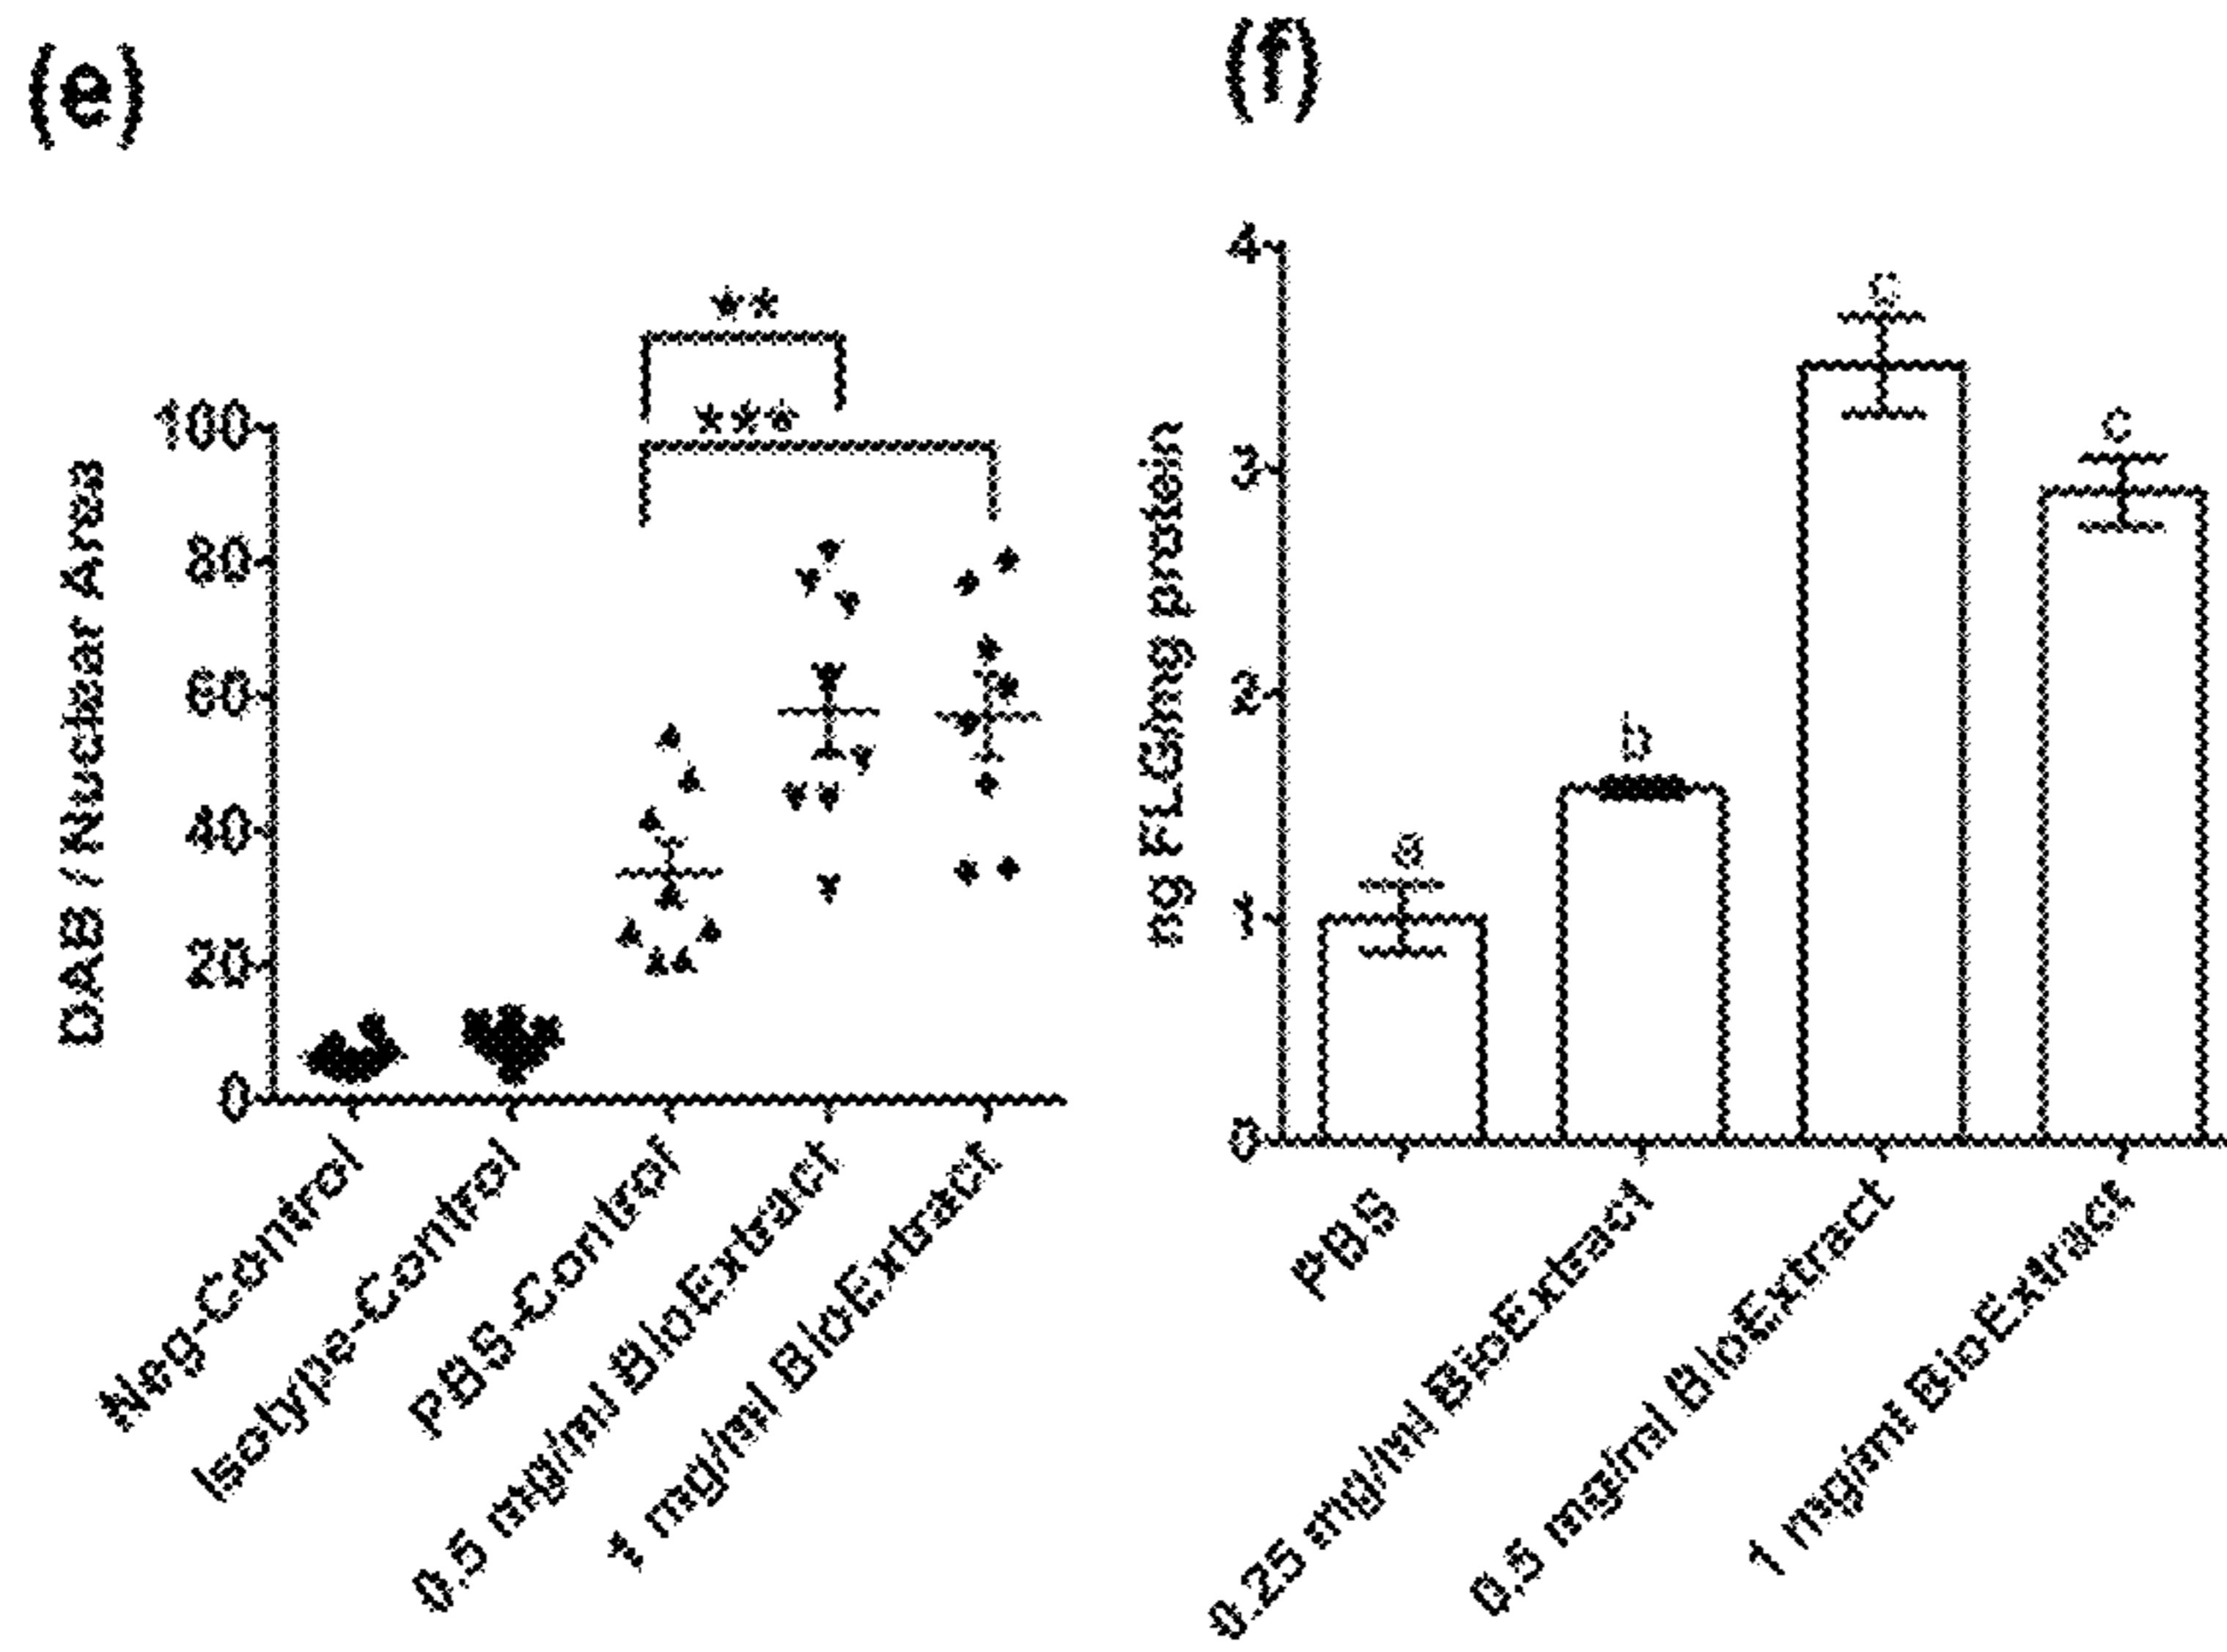 (e)
**
***
DAB / Nuclear Area
100
80
60
40
20
0
Neg-Control
Isotype-Control
PBS-Control
0.5 mg/ml BioExtract
1 mg/ml BioExtract
(f)
ng FLG/mg protein
4
3
2
1
0
a
b
c
c
PBS
0.25 mg/ml BioExtract
0.5 mg/ml BioExtract
1 mg/ml BioExtract